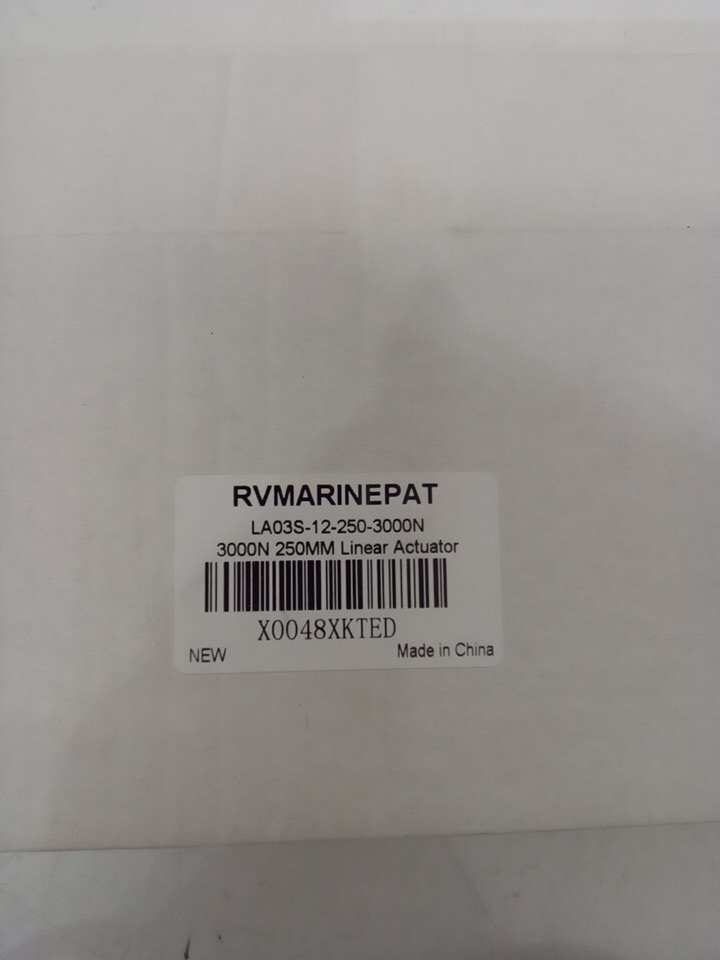 RVMARINEPAT
LA03S-12-250-3000N
3000N 250MM Linear Actuator
X0048XKTED
NEW Made in China